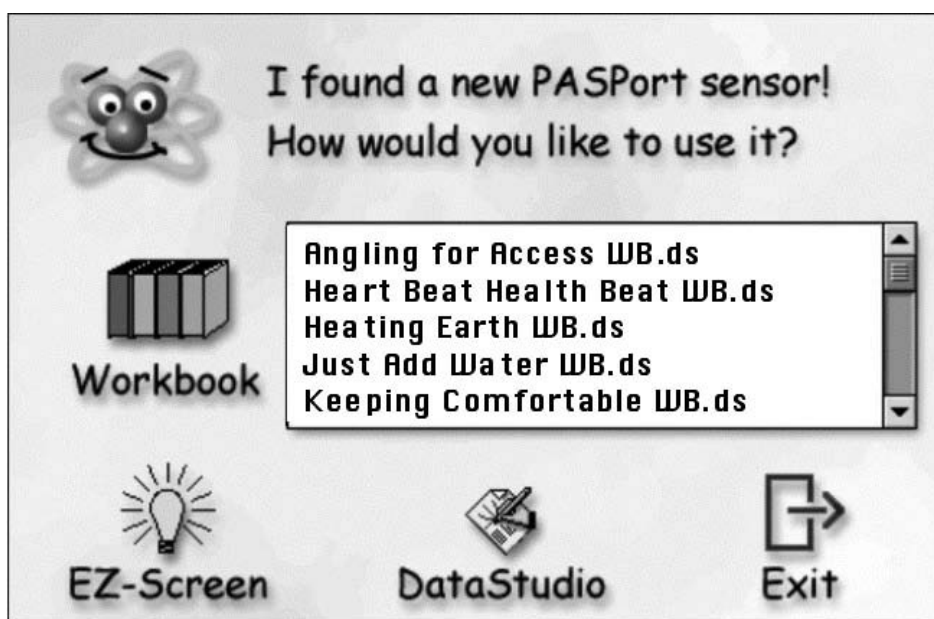 I found a new PASPort sensor!
How would you like to use it?
Angling for Access WB.ds
Heart Beat Health Beat WB.ds
Heating Earth WB.ds
Just Add Water WB.ds
Keeping Comfortable WB.ds
Workbook
EZ-Screen
DataStudio
Exit